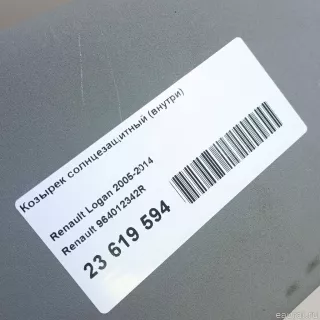 Козырек солнцезащитный (внутри)
Renault Logan 2005-2014
Renault 964012342R
23 619 594